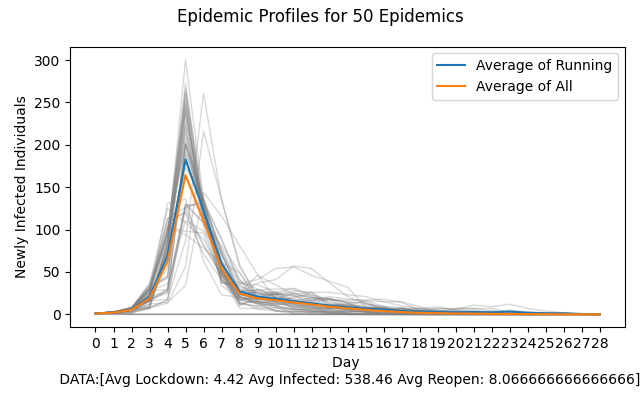 Epidemic Profiles for 50 Epidemics
Average of Running
Average of All
Newly Infected Individuals
300
250
200
150
100
50
0
0 1 2 3 4 5 6 7 8 9 10 11 12 13 14 15 16 17 18 19 20 21 22 23 24 25 26 27 28
Day
DATA:[Avg Lockdown: 4.42 Avg Infected: 538.46 Avg Reopen: 8.066666666666666]